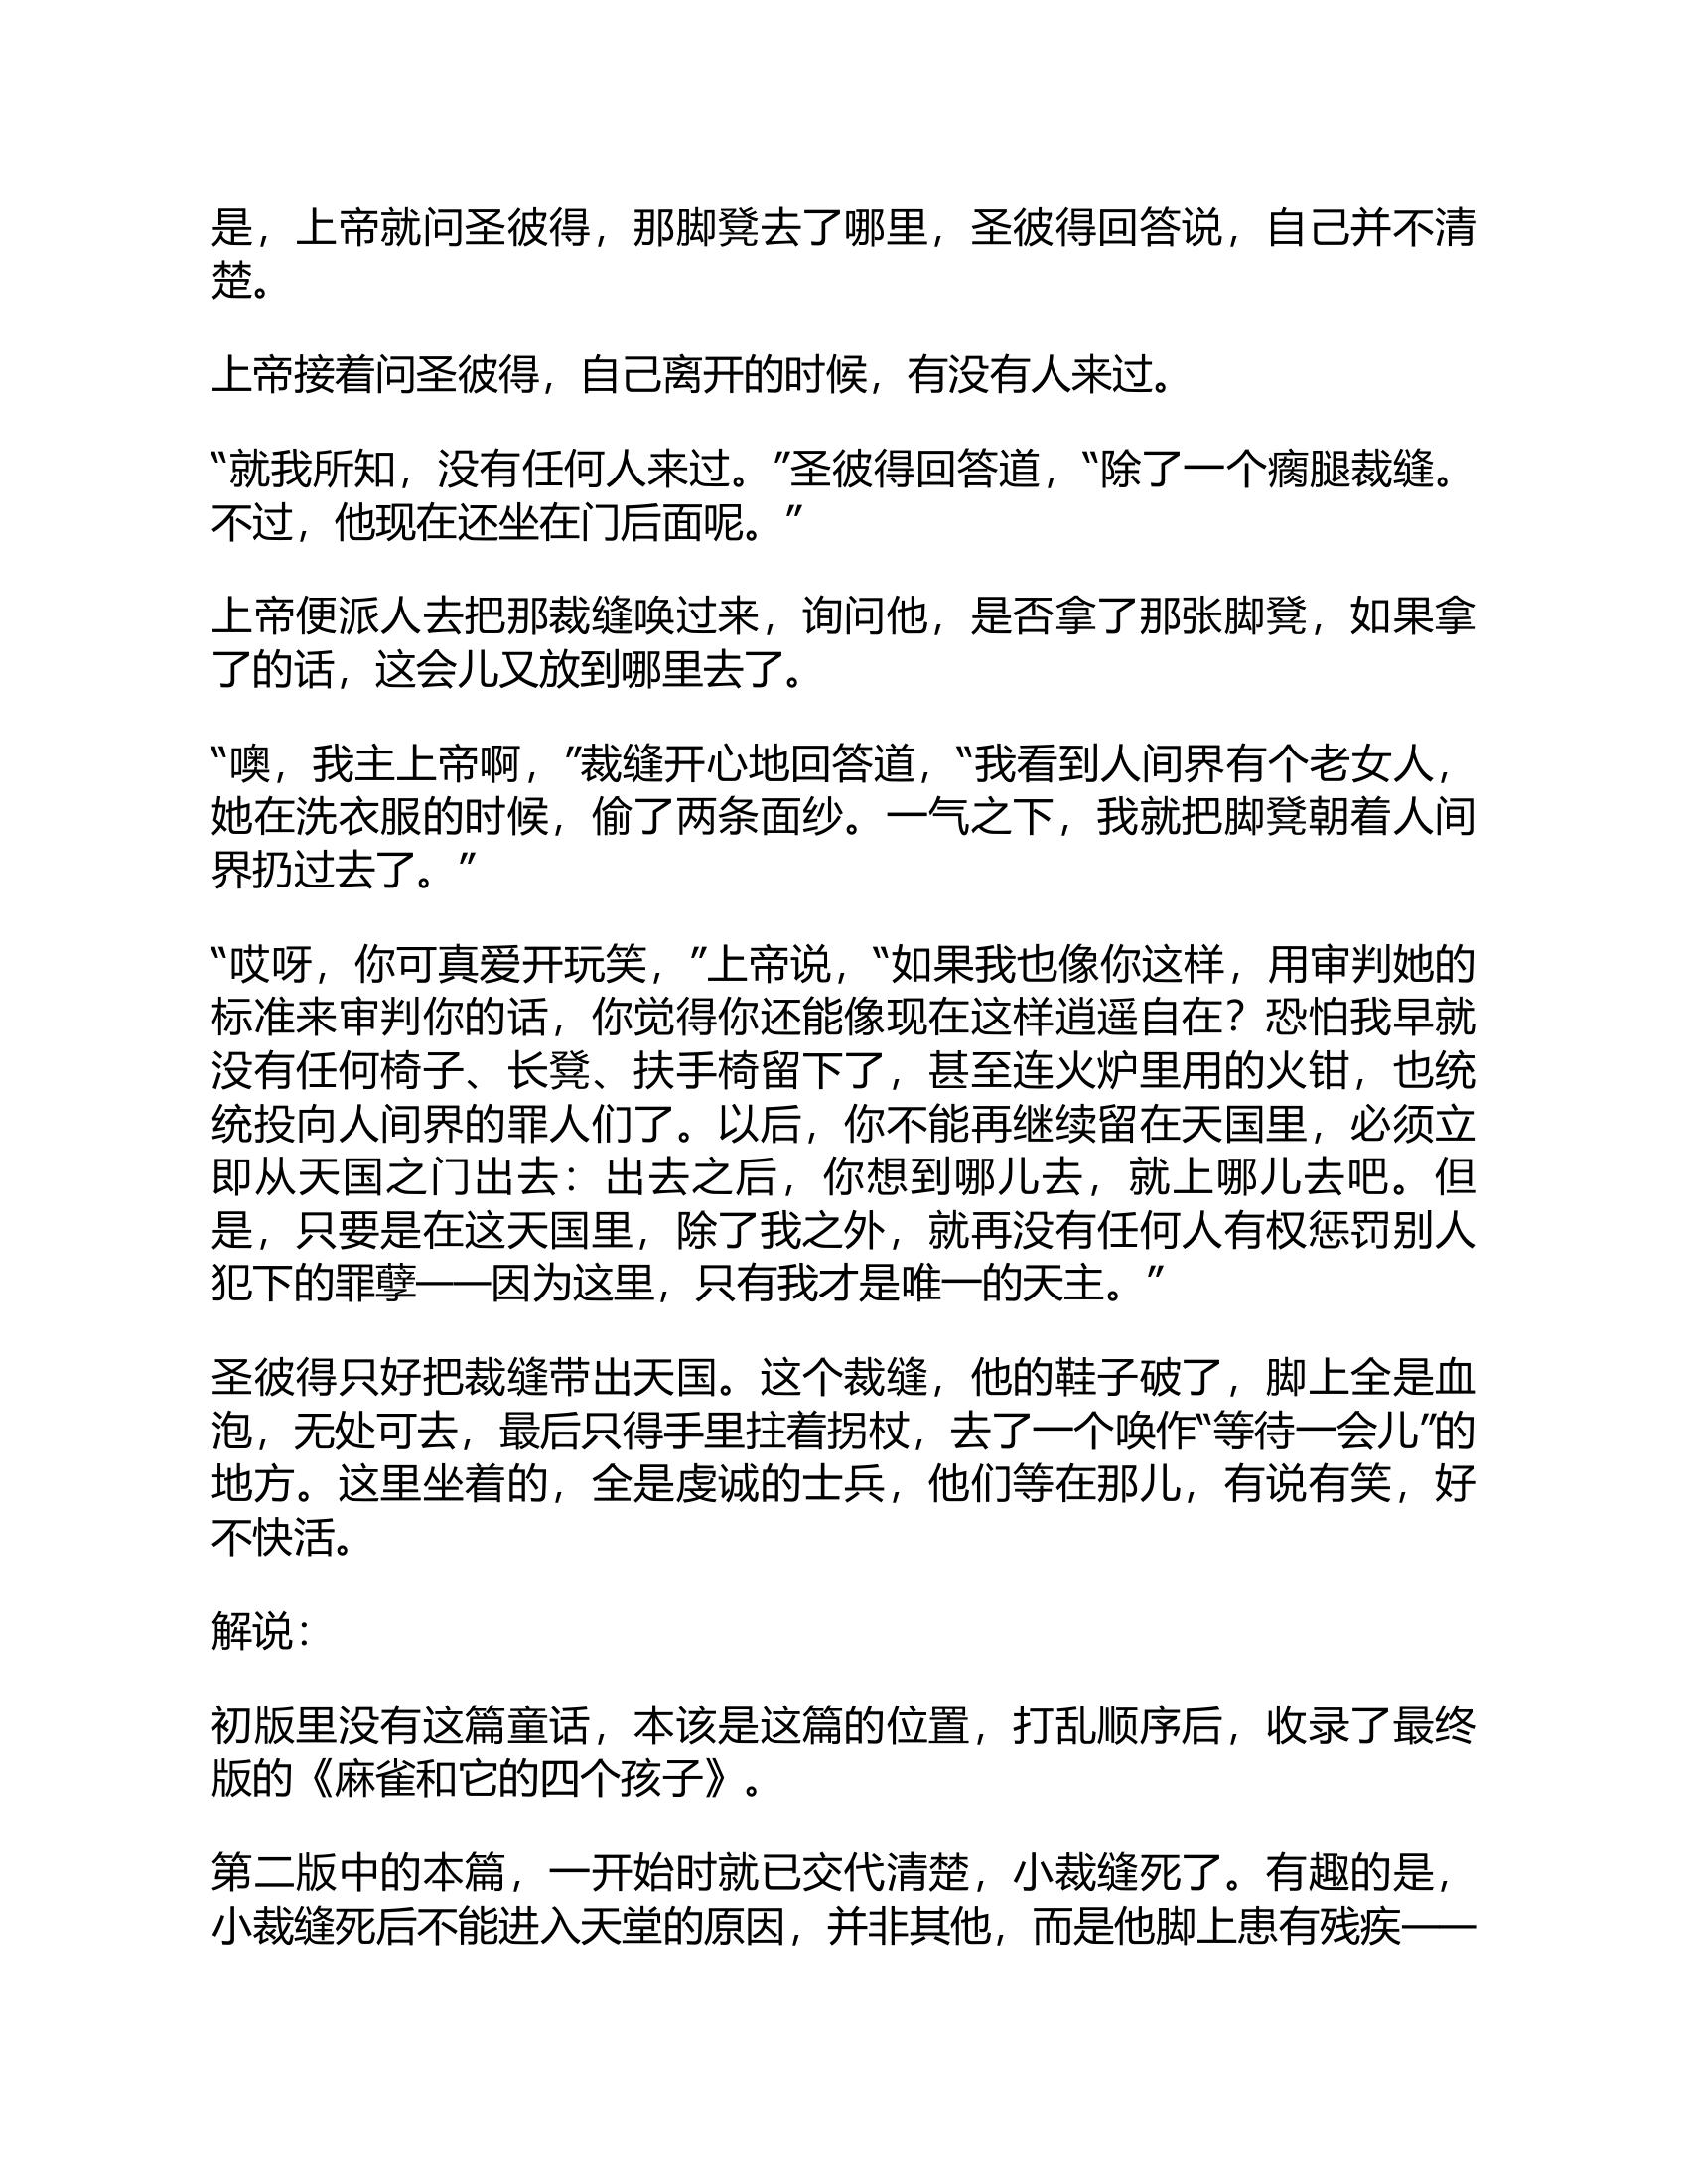 是，上帝就问圣彼得，那脚凳去了哪里，圣彼得回答说，自己并不清
楚。
上帝接着问圣彼得，自己离开的时候，有没有人来过。
“就我所知，没有任何人来过。”圣彼得回答道，“除了一个瘸腿裁缝。
不过，他现在还坐在门后面呢。”
上帝便派人去把那裁缝唤过来，询问他，是否拿了那张脚凳，如果拿
了的话，这会儿又放到哪里去了。
“噢，我主上帝啊，”裁缝开心地回答道，“我看到人间界有个老女人，
她在洗衣服的时候，偷了两条面纱。一气之下，我就把脚凳朝着人间
界扔过去了。”
“哎呀，你可真爱开玩笑，”上帝说，“如果我也像你这样，用审判她的
标准来审判你的话，你觉得你还能像现在这样逍遥自在？恐怕我早就
没有任何椅子、长凳、扶手椅留下了，甚至连火炉里用的火钳，也统
统投向人间界的罪人们了。以后，你不能再继续留在天国里，必须立
即从天国之门出去：出去之后，你想到哪儿去，就上哪儿去吧。但
是，只要是在这天国里，除了我之外，就再没有任何人有权惩罚别人
犯下的罪孽——因为这里，只有我才是唯一的天主。”
圣彼得只好把裁缝带出天国。这个裁缝，他的鞋子破了，脚上全是血
泡，无处可去，最后只得手里拄着拐杖，去了一个唤作“等待一会儿”的
地方。这里坐着的，全是虔诚的士兵，他们等在那儿，有说有笑，好
不快活。
解说：
初版里没有这篇童话，本该是这篇的位置，打乱顺序后，收录了最终
版的《麻雀和它的四个孩子》。
第二版中的本篇，一开始时就已交代清楚，小裁缝死了。有趣的是，
小裁缝死后不能进入天堂的原因，并非其他，而是他脚上患有残疾——